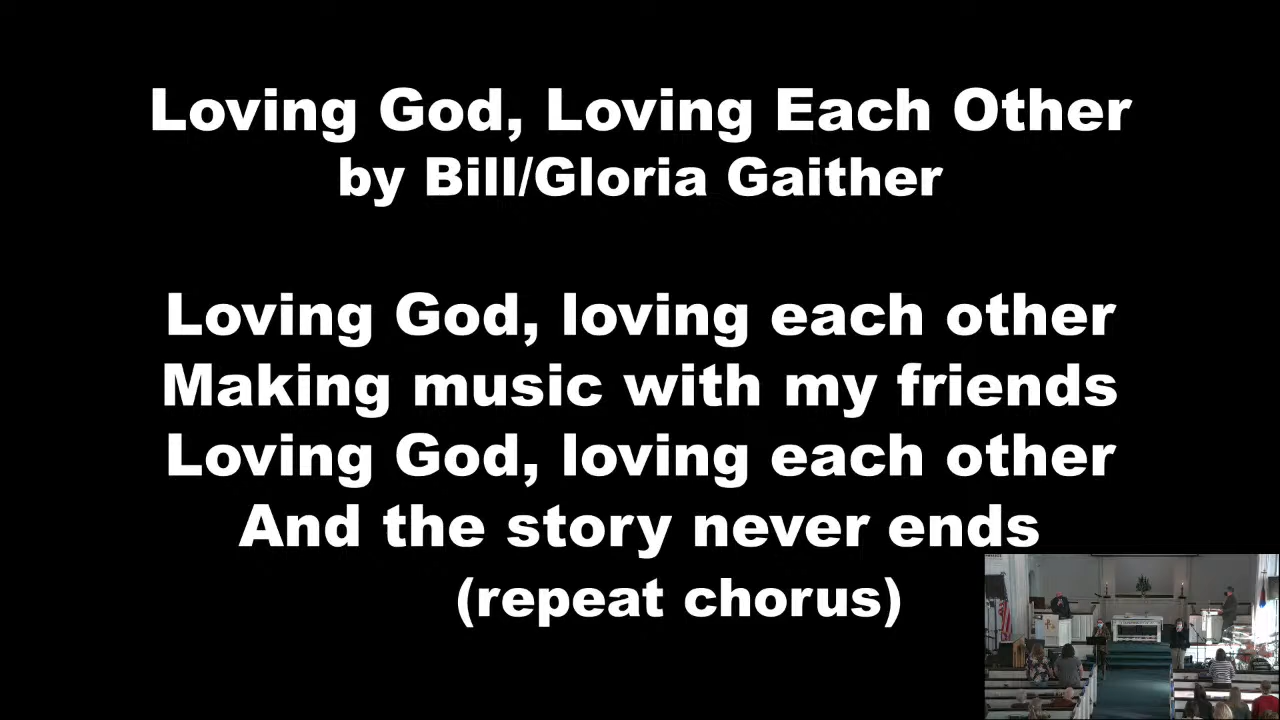 Loving God, Loving Each Other
by Bill/Gloria Gaither
Loving God, loving each other
Making music with my friends
Loving God, loving each other
And the story never ends
(repeat chorus)